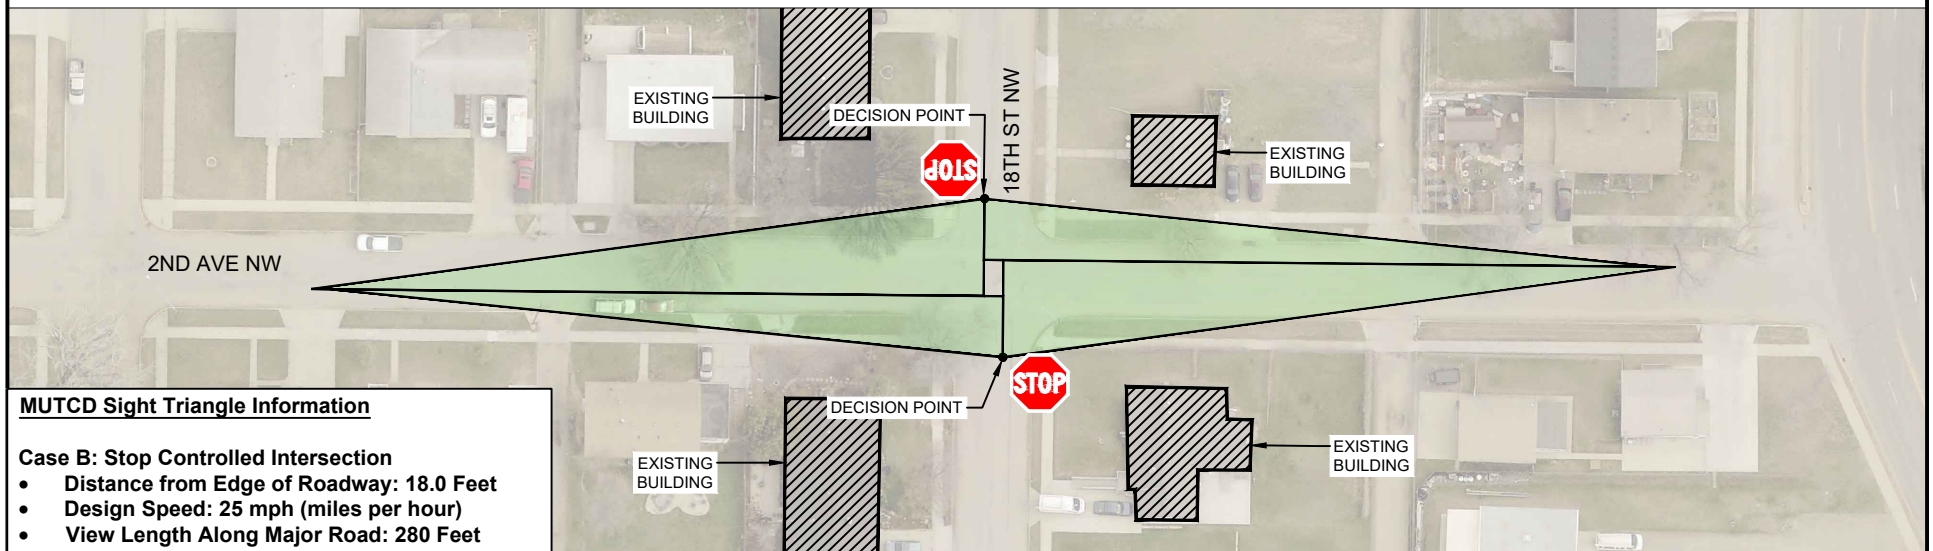 EXISTING
BUILDING
DECISION POINT
STOP
18TH ST NW
EXISTING
BUILDING
2ND AVE NW
STOP
DECISION POINT
EXISTING
BUILDING
EXISTING
BUILDING
MUTCD Sight Triangle Information
Case B: Stop Controlled Intersection
• Distance from Edge of Roadway: 18.0 Feet
• Design Speed: 25 mph (miles per hour)
• View Length Along Major Road: 280 Feet